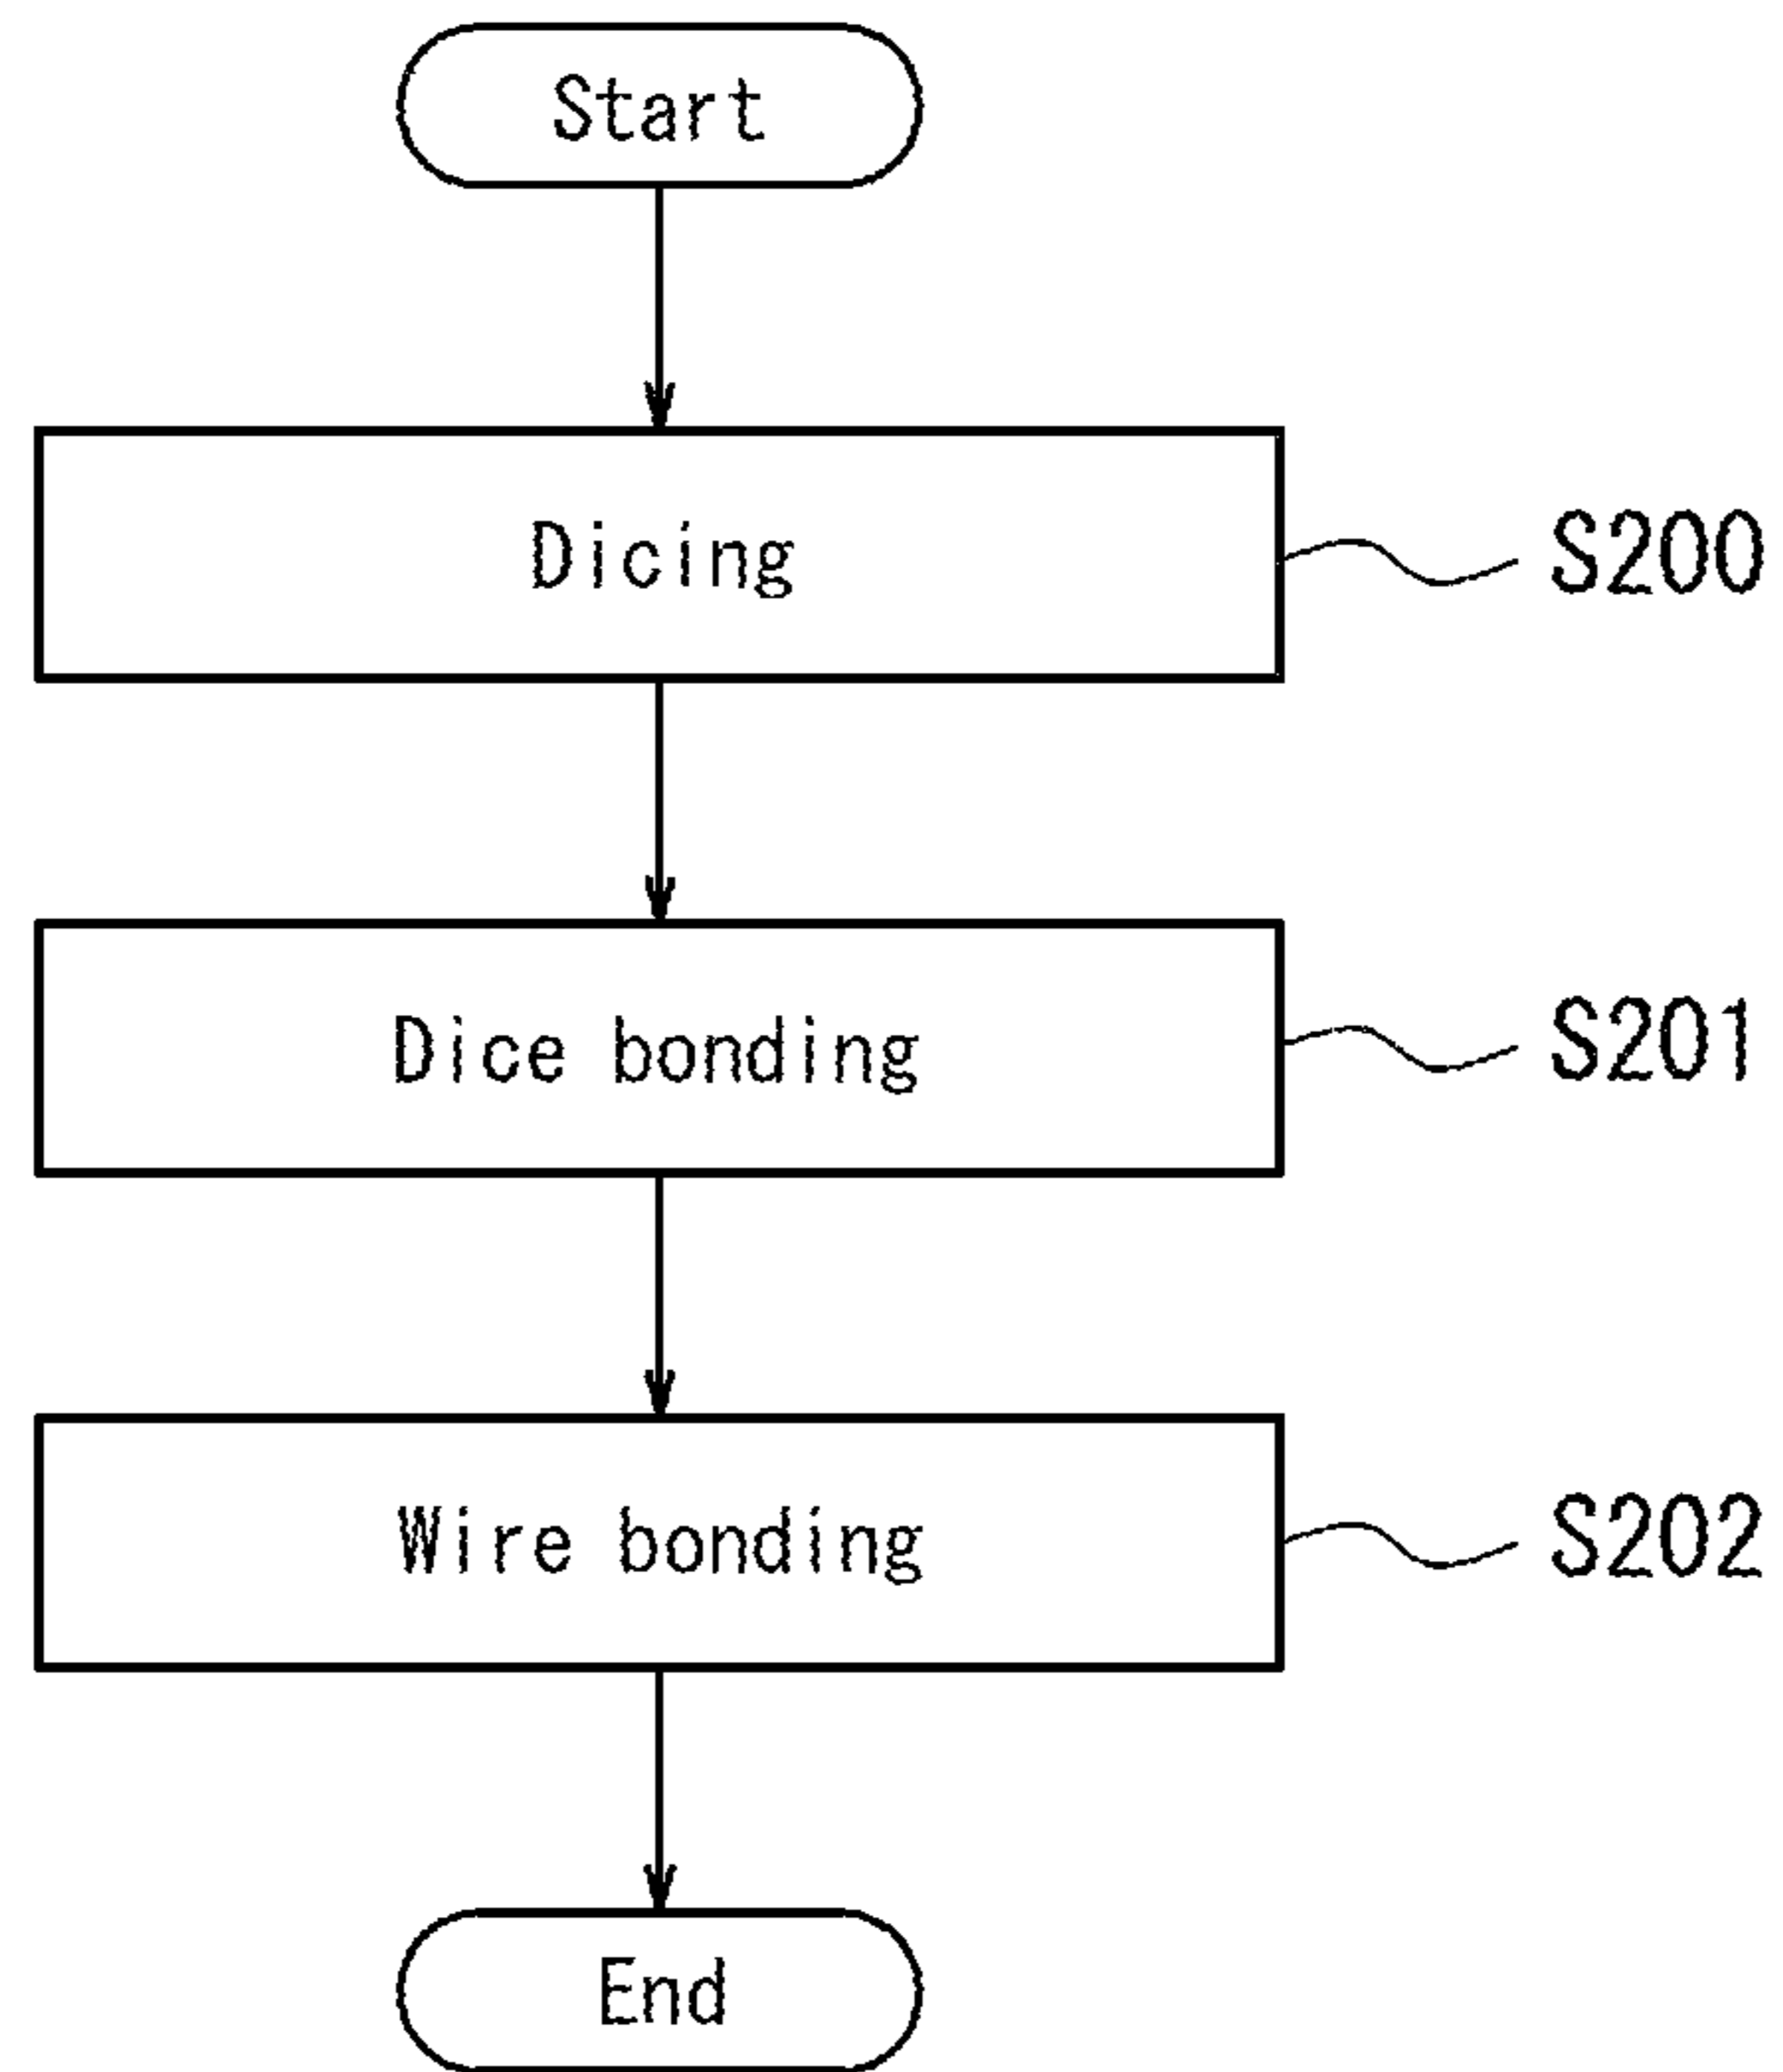 Start
Dicing
S200
Dice bonding
S201
Wire bonding
S202
End